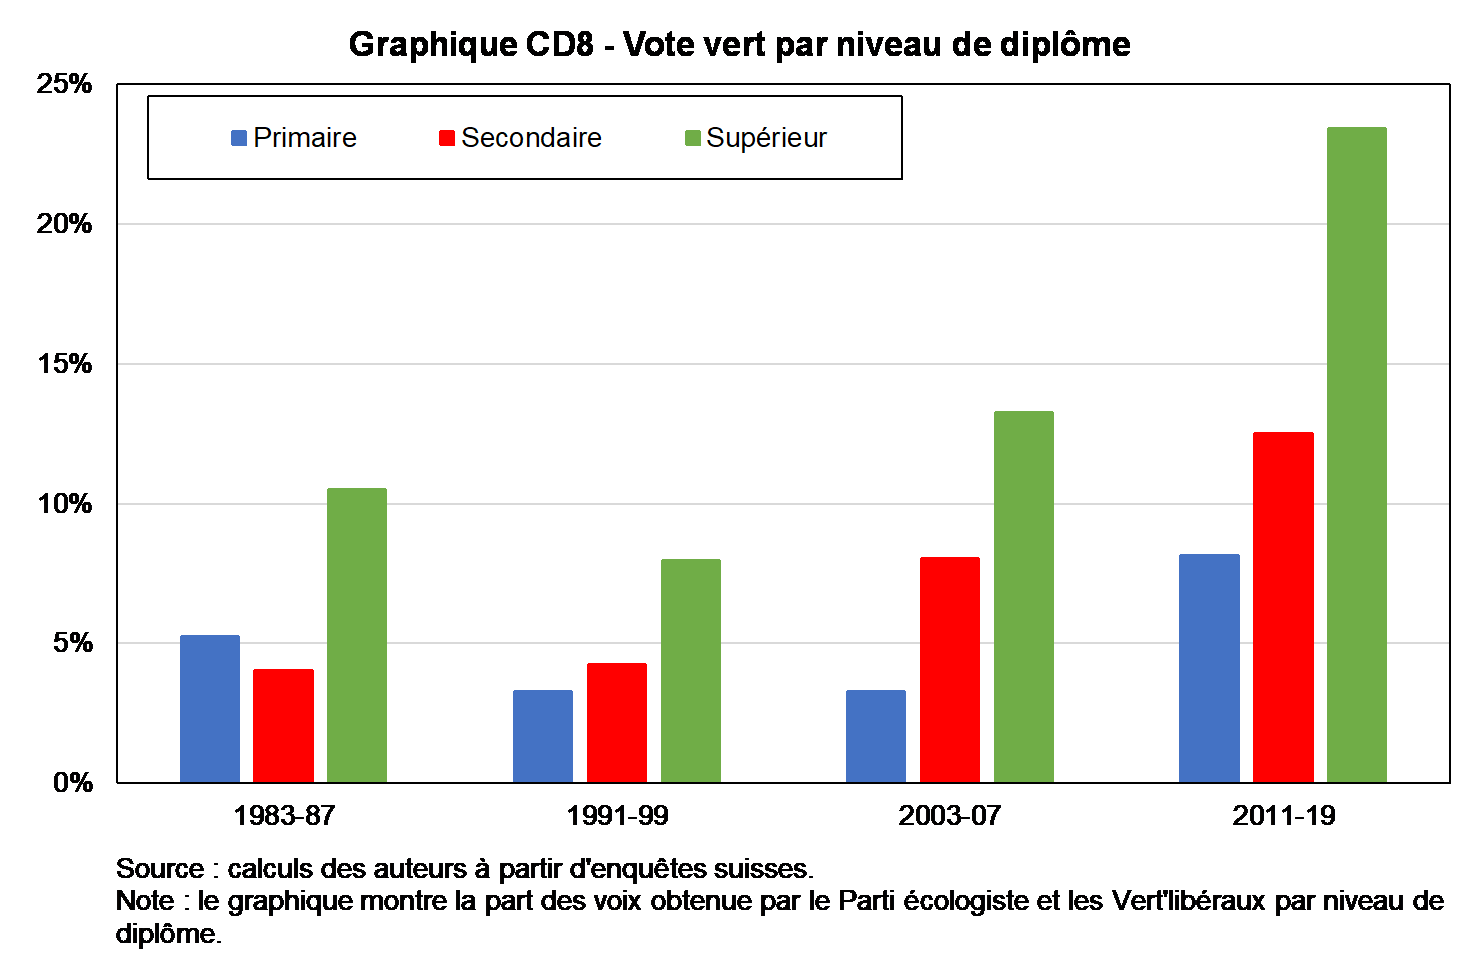 Graphique CD8 - Vote vert par niveau de diplôme
25%
Primaire Secondaire Supérieur
20%
15%
10%
5%
0%
1983-87 1991-99 2003-07 2011-19
Source : calculs des auteurs à partir d'enquêtes suisses.
Note : le graphique montre la part des voix obtenue par le Parti écologiste et les Vert'libéraux par niveau de
diplôme.